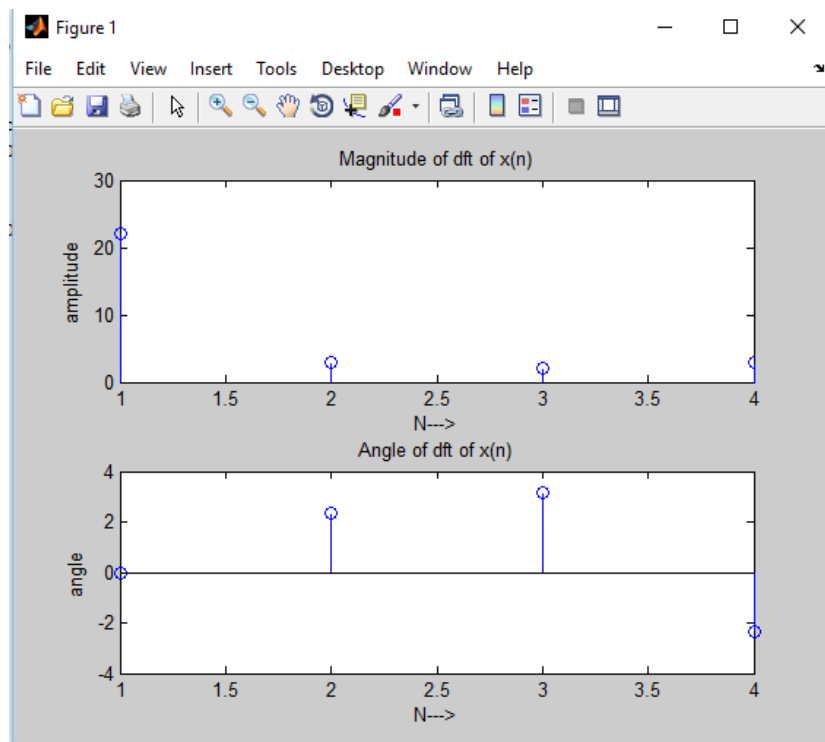 Figure 1
File Edit View Insert Tools Desktop Window Help
Magnitude of dft of x(n)
30
20
10
0
amplitude
1 1.5 2 2.5 3 3.5 4
N--->
Angle of dft of x(n)
4
2
0
-2
-4
angle
1 1.5 2 2.5 3 3.5 4
N--->